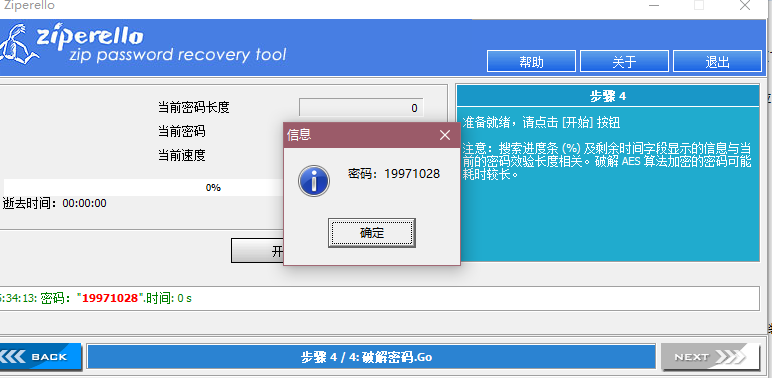 Ziperello
ziperello
zip password recovery tool
帮助
关于
退出
当前密码长度
0
当前密码
当前速度
0%
逝去时间：00:00:00
步骤 4
准备就绪，请点击 [开始] 按钮
注意：搜索进度条 (%) 及剩余时间字段显示的信息与当
前的密码效验长度相关。破解 AES 算法加密的密码可能
耗时较长。
信息
密码：19971028
确定
开
5:34:13: 密码："19971028".时间: 0 s
BACK
步骤 4 / 4: 破解密码.Go
NEXT